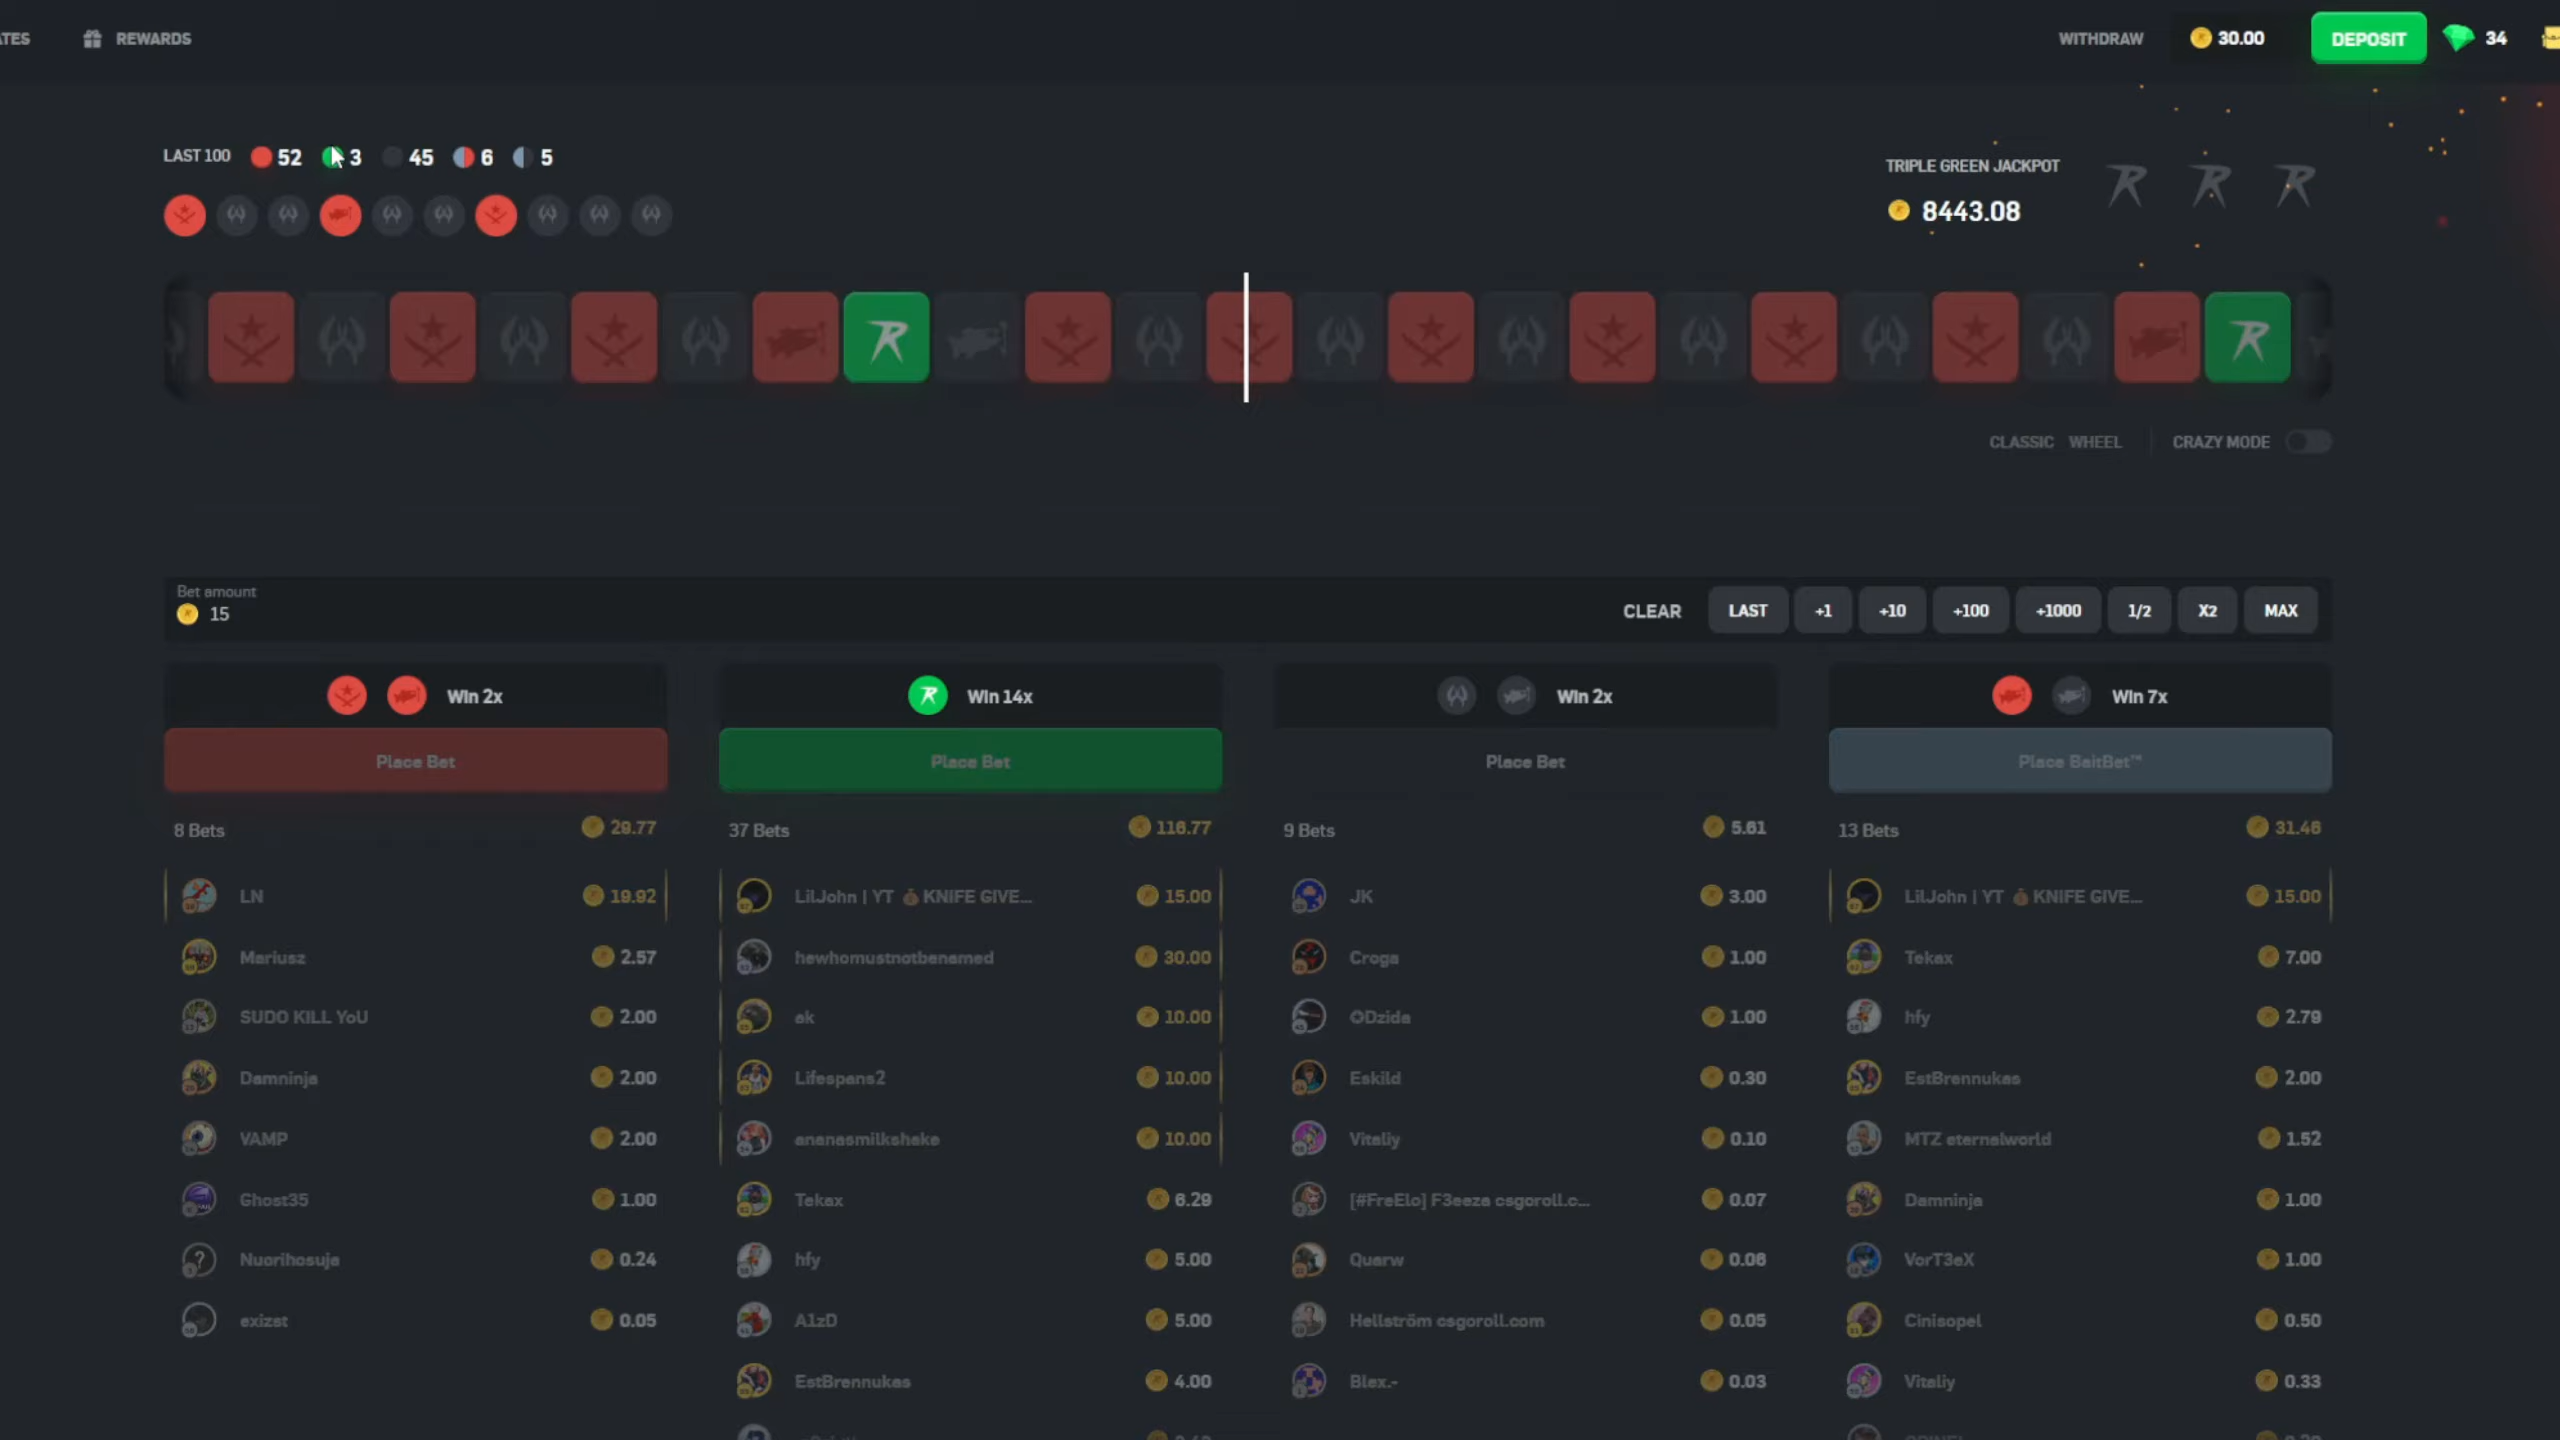 ATES
REWARDS
WITHDRAW
30.00
DEPOSIT
34
LAST 100
52
3
45
6
5
TRIPLE GREEN JACKPOT
8443.08
CLASSIC
WHEEL
CRAZY MODE
Bet amount
15
CLEAR
LAST
+1
+10
+100
+1000
1/2
X2
MAX
Win 2x
Place Bet
8 Bets
29.77
LN
19.92
Mariusz
2.57
SUDO KILL YoU
2.00
Damninja
2.00
VAMP
2.00
Ghost35
1.00
Nuorihosuja
0.24
exizst
0.05
Win 14x
Place Bet
37 Bets
116.77
LilJohn | YT 💰KNIFE GIVE...
15.00
hewhomustnotbenamed
30.00
ak
10.00
Lifespans2
10.00
ananasmilkshake
10.00
Tekax
6.29
hfy
5.00
A1zD
5.00
EstBrennukas
4.00
Win 2x
Place Bet
9 Bets
5.61
JK
3.00
Croga
1.00
Dzida
1.00
Eskild
0.30
Vitaliy
0.10
[#FreElo] F3eeza csgoroll.c...
0.07
Quarw
0.06
Hellström csgoroll.com
0.05
Blax.-
0.03
Win 7x
Place BaitBet™
13 Bets
31.46
LilJohn | YT 💰KNIFE GIVE...
15.00
Tekax
7.00
hfy
2.79
EstBrennukas
2.00
MTZ eternalworld
1.52
Damninja
1.00
VorT3eX
1.00
Cinisopel
0.50
Vitaliy
0.33